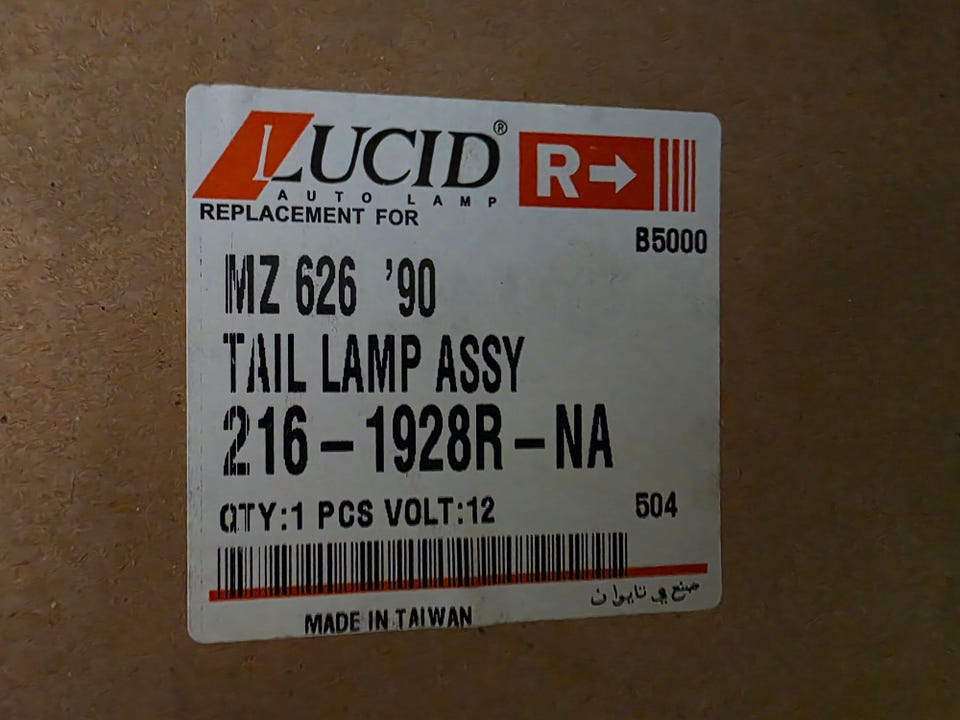 LUCID®
AUTO LAMP
R→
REPLACEMENT FOR
B5000
MZ 626 '90
TAIL LAMP ASSY
216-1928R-NA
QTY:1 PCS VOLT:12
504
صنع في تايوان
MADE IN TAIWAN